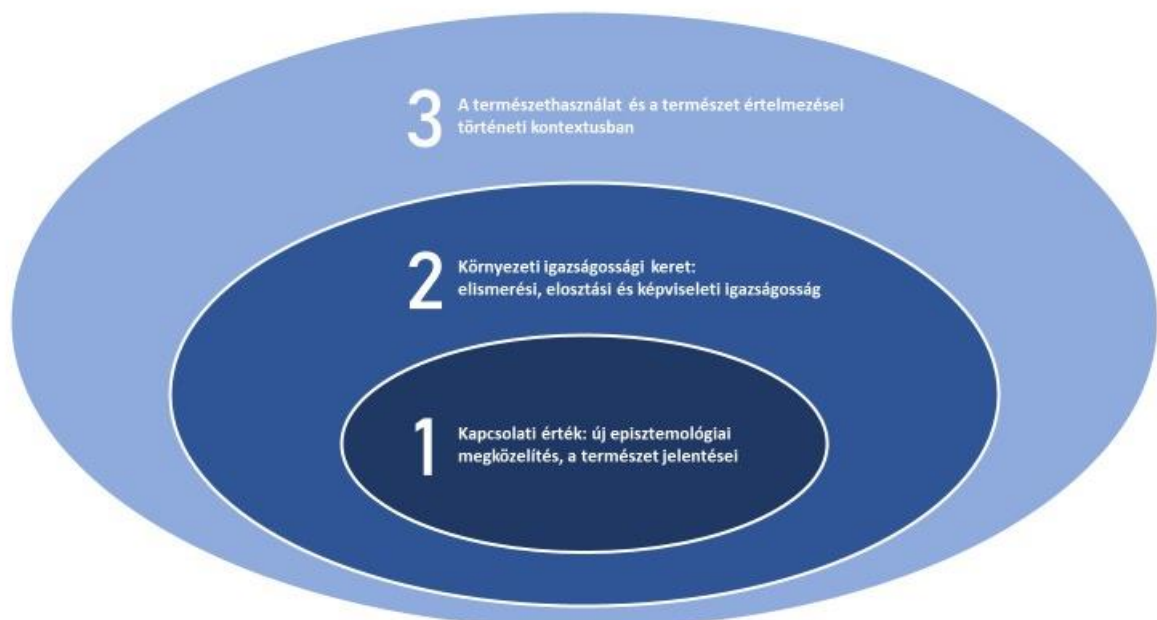 3 A természethasználat és a természet értelmezései
történeti kontextusban
2 Környezeti igazságossági keret:
elismerési, elosztási és képviseleti igazságosság
1 Kapcsolati érték: új episztemológiai
megközelítés, a természet jelentései